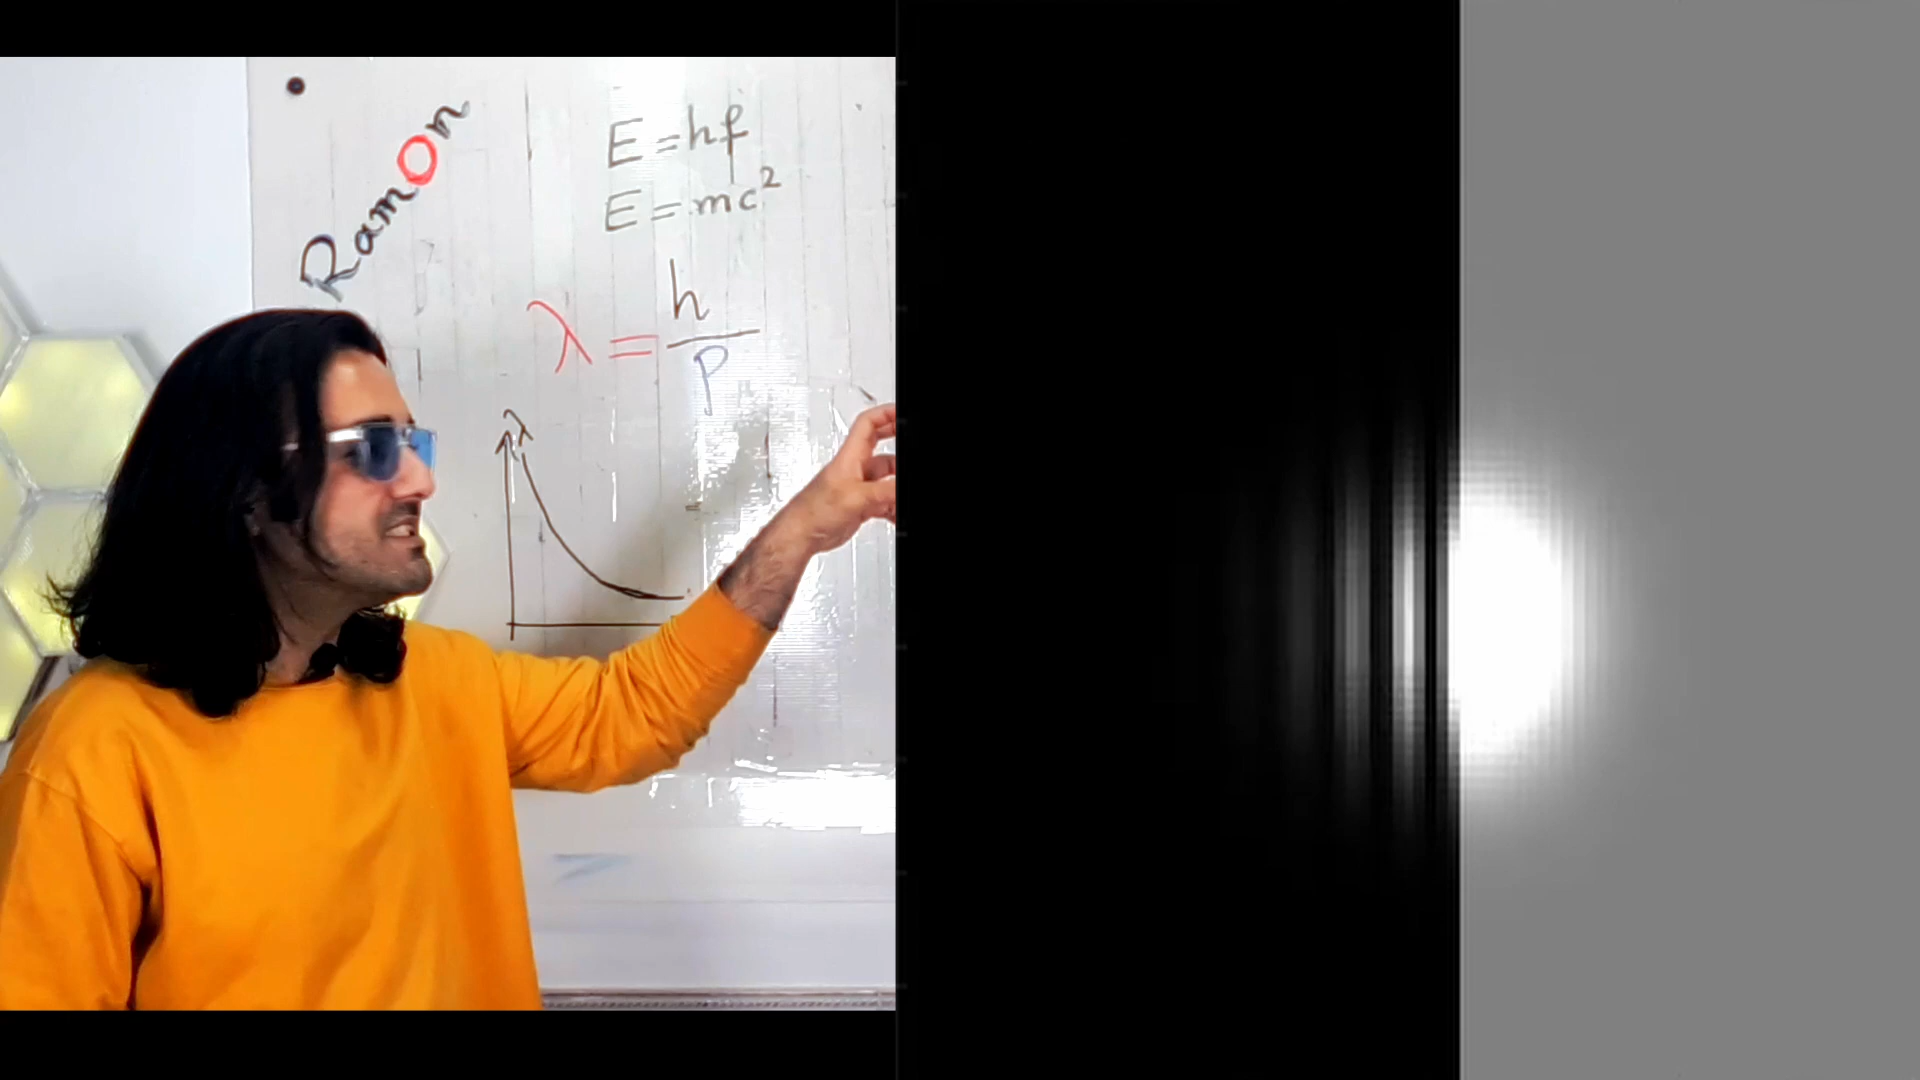 RamOn
E=hf
E=mc²
λ = h/P
λ